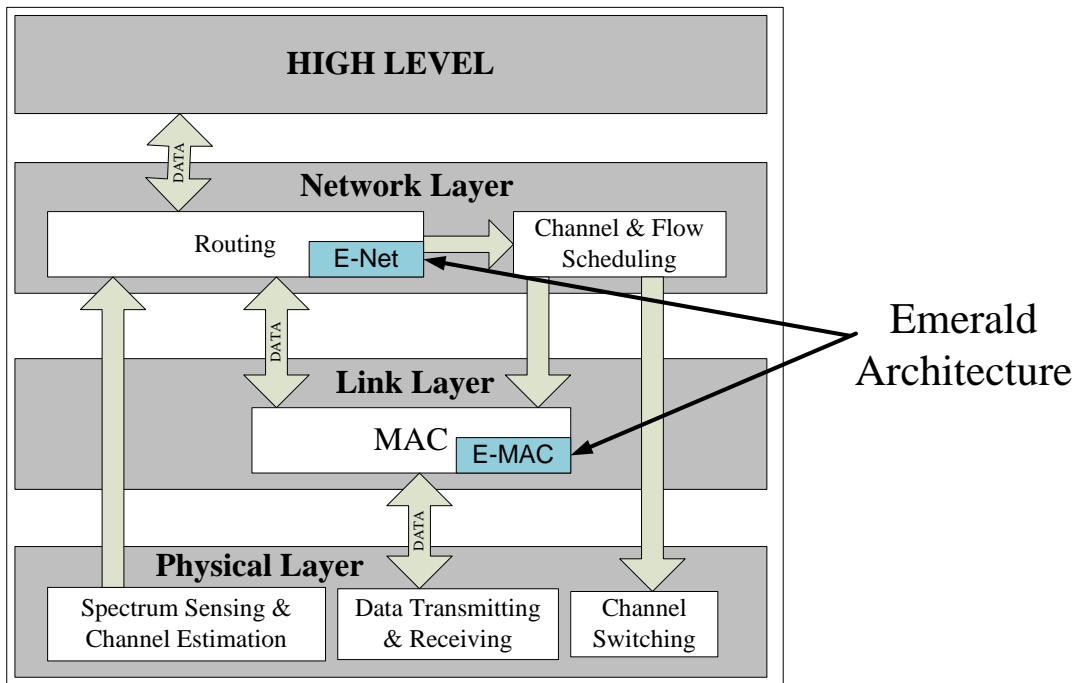 HIGH LEVEL
DATA
Network Layer
Routing
E-Net
Channel & Flow
Scheduling
Emerald
Architecture
DATA
Link Layer
MAC
E-MAC
DATA
Physical Layer
Spectrum Sensing &
Channel Estimation
Data Transmitting
& Receiving
Channel
Switching